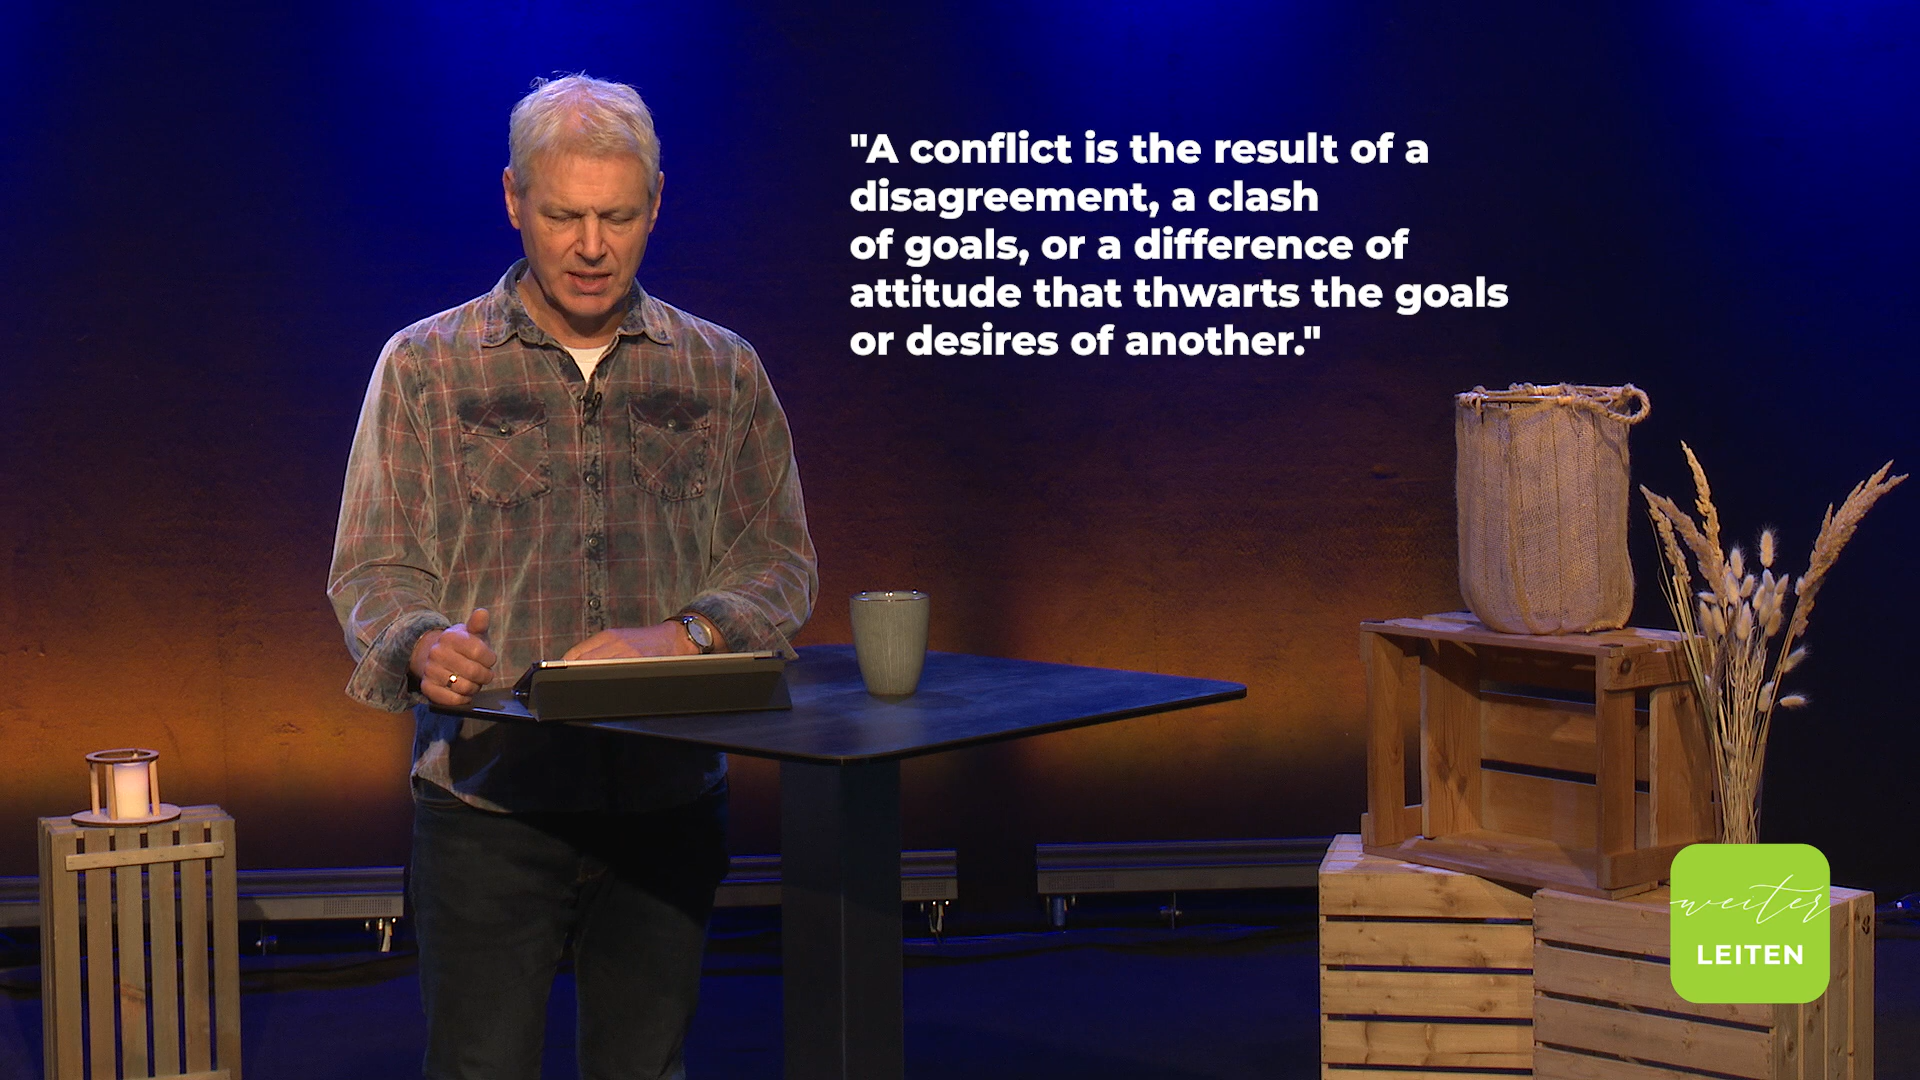 "A conflict is the result of a
disagreement, a clash
of goals, or a difference of
attitude that thwarts the goals
or desires of another."
weiter
LEITEN